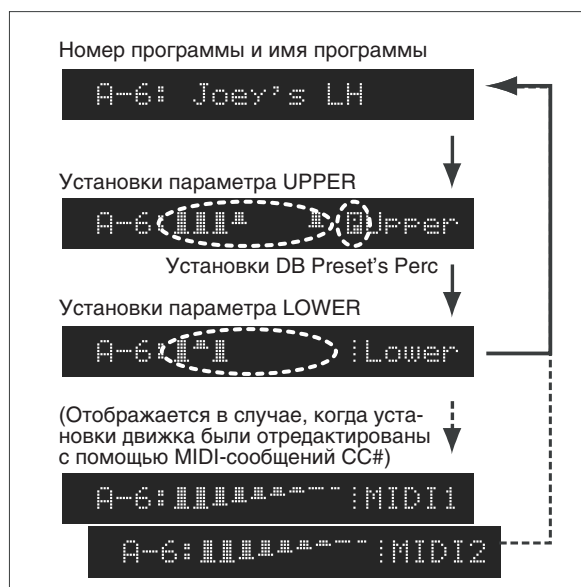 Номер программы и имя программы
A-6: Joey's LH
Установки параметра UPPER
A-6: Upper
Установки DB Preset's Perc
Установки параметра LOWER
A-6: Lower
(Отображается в случае, когда уста-
новки движка были отредактированы
с помощью MIDI-сообщений CC#)
A-6: MIDI1
A-6: MIDI2